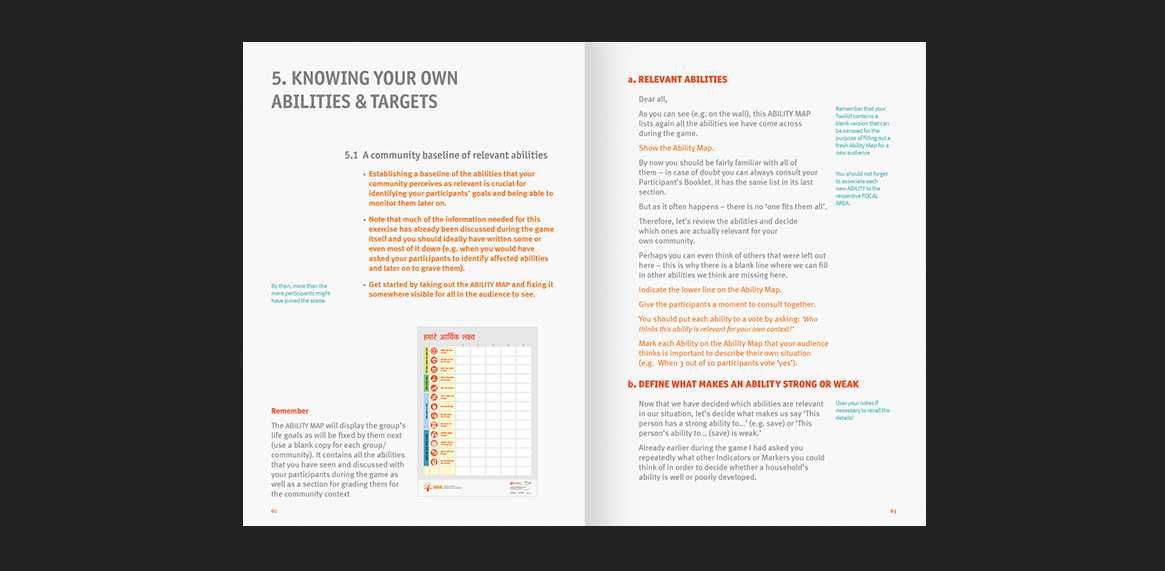 5. KNOWING YOUR OWN
ABILITIES & TARGETS
5.1 A community baseline of relevant abilities
• Establishing a baseline of the abilities that your
community perceives as relevant is crucial for
identifying your participants' goals and being able to
monitor them later on.
• Note that much of the information needed for this
exercise has already been discussed during the game
itself and you should ideally have written some or
even most of it down (e.g. when you would have
asked your participants to identify affected abilities
and later on to grave them).
• Get started by taking out the ABILITY MAP and fixing it
somewhere visible for all in the audience to see.
By then, more than the
mere participants might
have joined the scene.
हमारे आर्थिक लक्ष्य
Remember
The ABILITY MAP will display the group's
life goals as will be fixed by them next
(use a blank copy for each group/
community). It contains all the abilities
that you have seen and discussed with
your participants during the game as
well as a section for grading them for
the community context
62
a. RELEVANT ABILITIES
Dear all,
As you can see (e.g. on the wall), this ABILITY MAP
lists again all the abilities we have come across
during the game.
Show the Ability Map.
By now you should be fairly familiar with all of
them – in case of doubt you can always consult your
Participant's Booklet. It has the same list in its last
section.
But as it often happens – there is no 'one fits them all'.
Therefore, let's review the abilities and decide
which ones are actually relevant for your
own community.
Perhaps you can even think of others that were left out
here – this is why there is a blank line where we can fill
in other abilities we think are missing here.
Indicate the lower line on the Ability Map.
Give the participants a moment to consult together.
You should put each ability to a vote by asking: 'Who
thinks this ability is relevant for your own context?'
Mark each Ability on the Ability Map that your audience
thinks is important to describe their own situation
(e.g. When 3 out of 10 participants vote 'yes').
Remember that your
Toolkit contains a
blank version that can
be xeroxed for the
purpose of filling out a
fresh Ability Map for a
new audience
You should not forget
to associate each
new ABILITY to the
respective FOCAL
AREA.
b. DEFINE WHAT MAKES AN ABILITY STRONG OR WEAK
Now that we have decided which abilities are relevant
in our situation, let's decide what makes us say 'This
person has a strong ability to...' (e.g. save) or 'This
person's ability to... (save) is weak.'
Already earlier during the game I had asked you
repeatedly what other Indicators or Markers you could
think of in order to decide whether a household's
ability is well or poorly developed.
User your notes if
necessary to recall the
details!
63